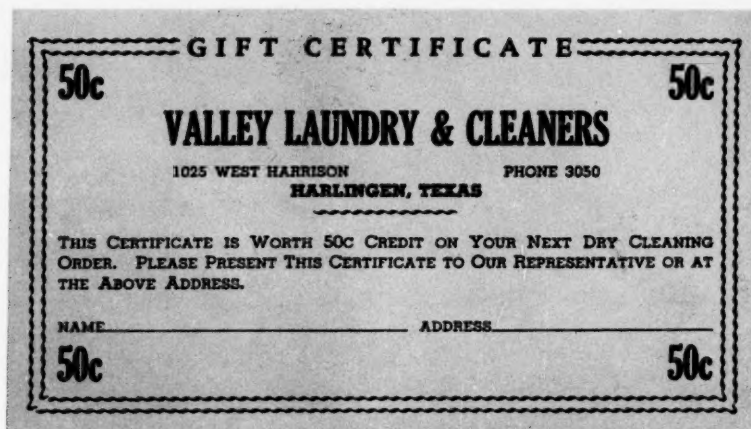 GIFT CERTIFICATE
50c 50c
VALLEY LAUNDRY & CLEANERS
1025 WEST HARRISON PHONE 3050
HARLINGEN, TEXAS
THIS CERTIFICATE IS WORTH 50C CREDIT ON YOUR NEXT DRY CLEANING
ORDER. PLEASE PRESENT THIS CERTIFICATE TO OUR REPRESENTATIVE OR AT
THE ABOVE ADDRESS.
NAME ADDRESS
50c 50c